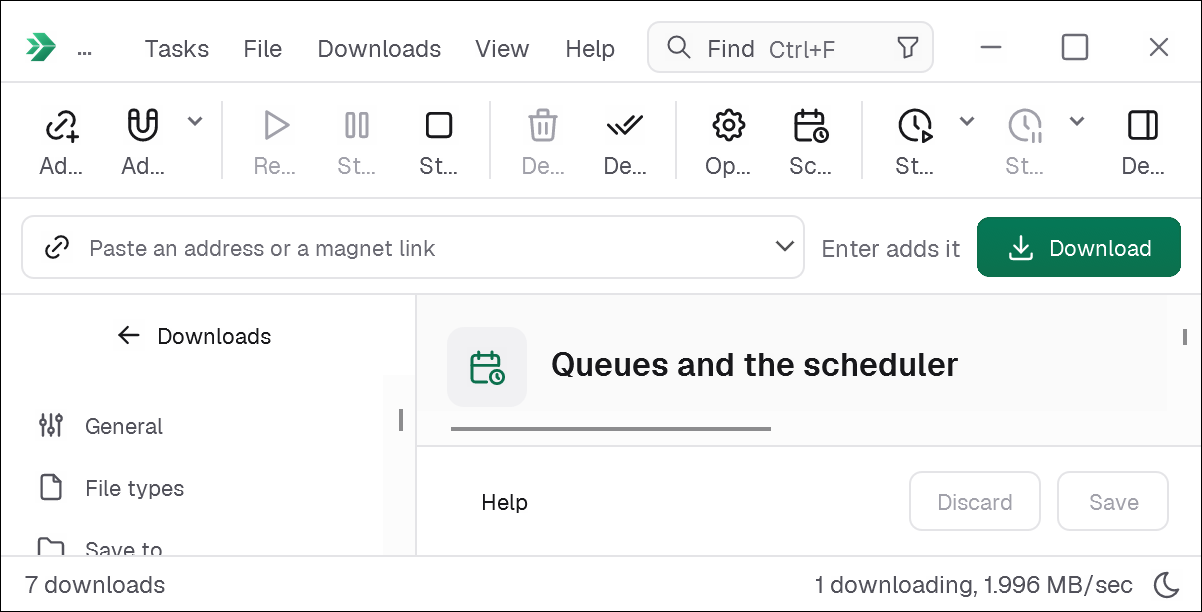 ... Tasks File Downloads View Help Find Ctrl+F
Ad... Ad... Re... St... St... De... De... Op... Sc... St... St... De...
Paste an address or a magnet link Enter adds it Download
Downloads
Queues and the scheduler
General
File types
Help Discard Save
Save to
7 downloads 1 downloading, 1.996 MB/sec